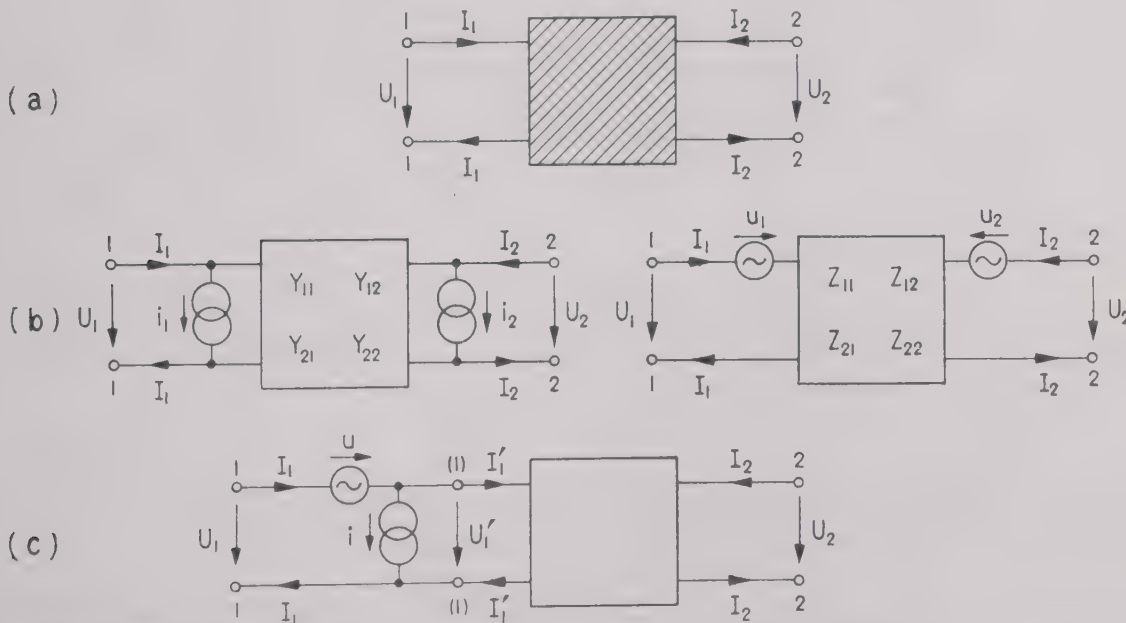 1 I₁ I₂ 2
(a) U₁ U₂
1 I₁ I₂ 2
1 I₁ I₂ 2
(b) U₁ i₁ Y₁₁ Y₁₂ Y₂₁ Y₂₂ i₂ U₂
1 I₁ I₂ 2
1 I₁ u₁ u₂ I₂ 2
U₁ Z₁₁ Z₁₂ Z₂₁ Z₂₂ U₂
1 I₁ I₂ 2
1 I₁ u (1) I₁′ I₂ 2
(c) U₁ i U₁′ U₂
1 I₁ (1) I₁′ I₂ 2